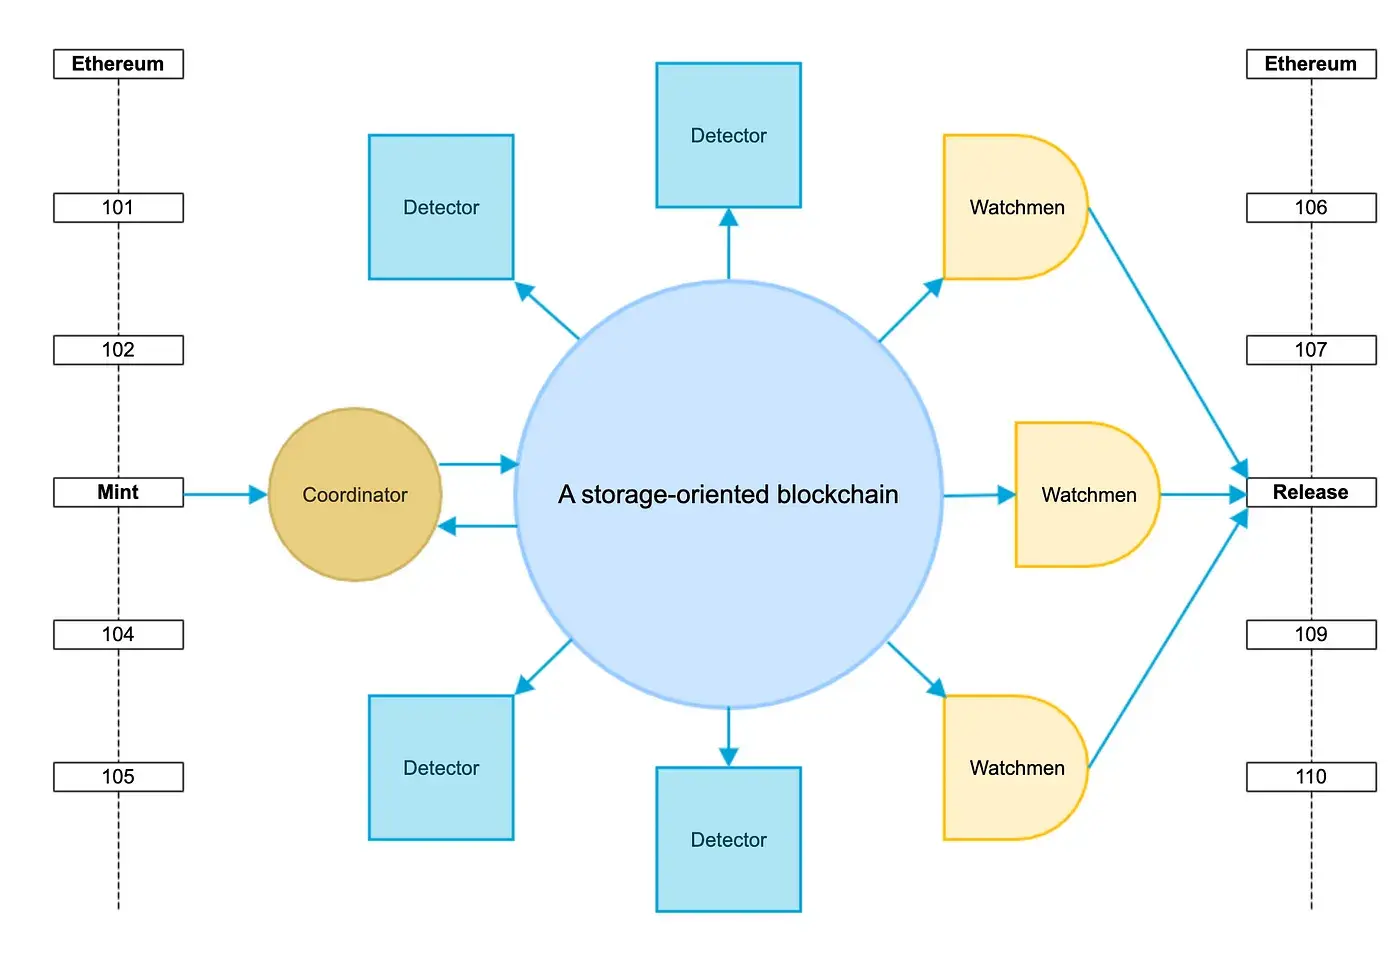 Ethereum
101
102
Mint
104
105
Coordinator
Detector
Detector
A storage-oriented blockchain
Detector
Detector
Watchmen
Watchmen
Watchmen
Ethereum
106
107
Release
109
110